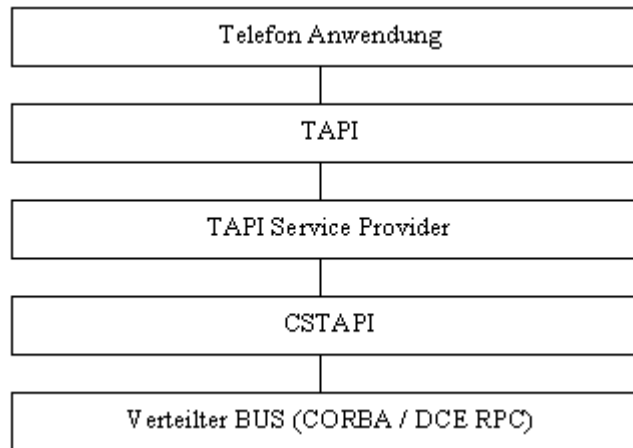 Telefon Anwendung
TAPI
TAPI Service Provider
CSTAPI
Verteilter BUS (CORBA / DCE RPC)